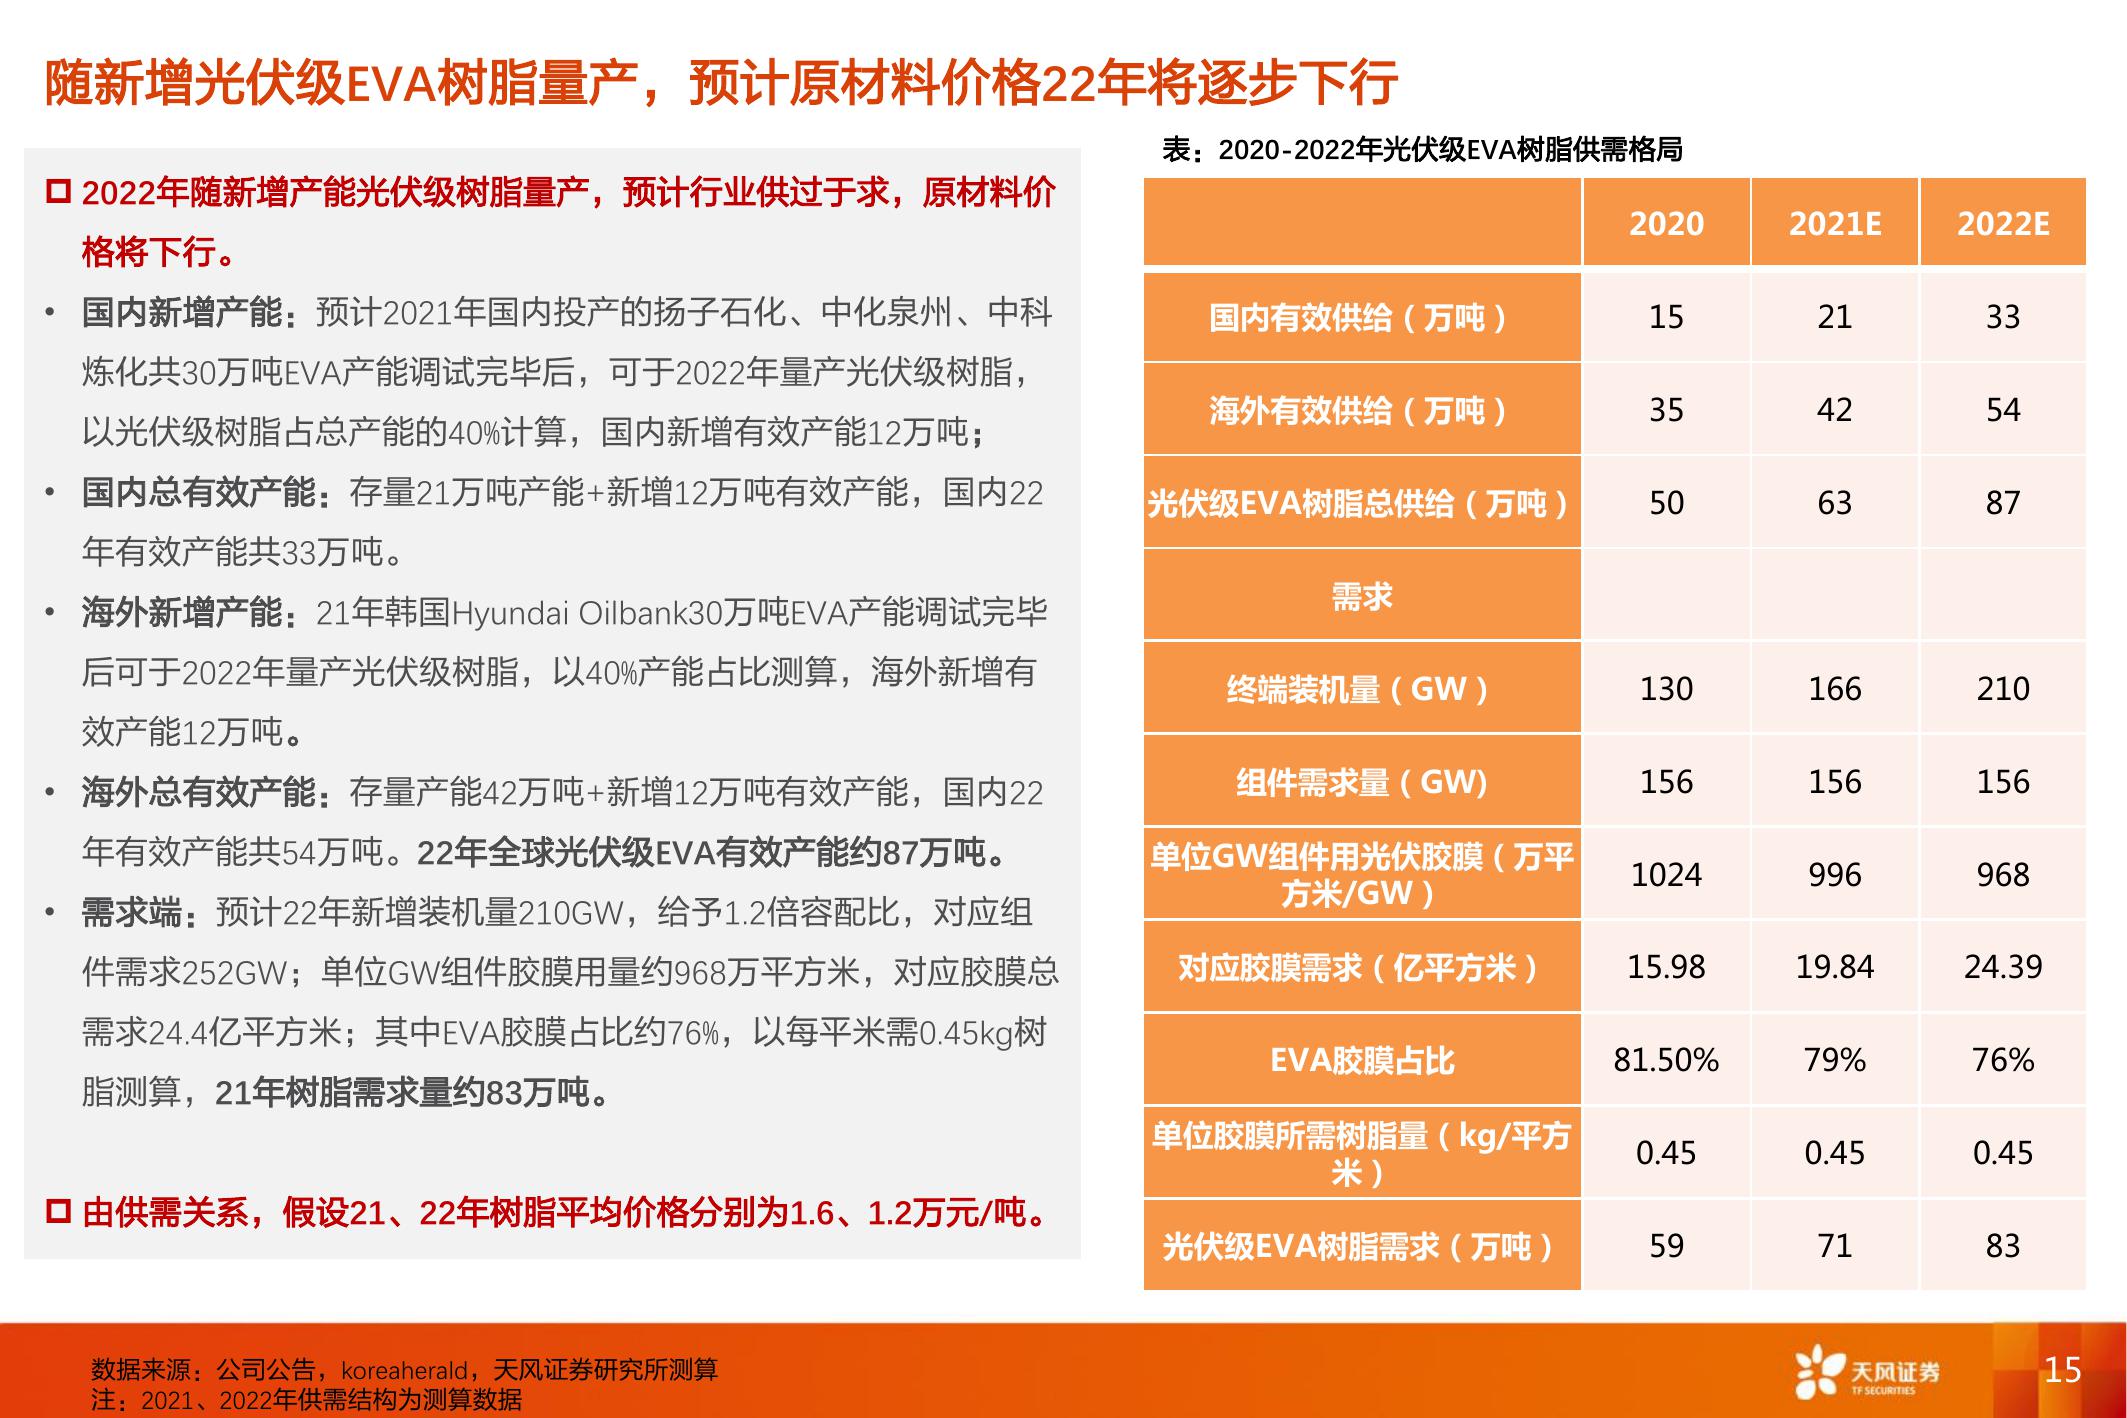 随新增光伏级EVA树脂量产，预计原材料价格22年将逐步下行
2022年随新增产能光伏级树脂量产，预计行业供过于求，原材料价
格将下行。
• 国内新增产能：预计2021年国内投产的扬子石化、中化泉州、中科
炼化共30万吨EVA产能调试完毕后，可于2022年量产光伏级树脂，
以光伏级树脂占总产能的40%计算，国内新增有效产能12万吨；
• 国内总有效产能：存量21万吨产能+新增12万吨有效产能，国内22
年有效产能共33万吨。
• 海外新增产能：21年韩国Hyundai Oilbank30万吨EVA产能调试完毕
后可于2022年量产光伏级树脂，以40%产能占比测算，海外新增有
效产能12万吨。
• 海外总有效产能：存量产能42万吨+新增12万吨有效产能，国内22
年有效产能共54万吨。22年全球光伏级EVA有效产能约87万吨。
• 需求端：预计22年新增装机量210GW，给予1.2倍容配比，对应组
件需求252GW；单位GW组件胶膜用量约968万平方米，对应胶膜总
需求24.4亿平方米；其中EVA胶膜占比约76%，以每平米需0.45kg树
脂测算，21年树脂需求量约83万吨。
由供需关系，假设21、22年树脂平均价格分别为1.6、1.2万元/吨。
表：2020-2022年光伏级EVA树脂供需格局
2020 2021E 2022E
国内有效供给（万吨） 15 21 33
海外有效供给（万吨） 35 42 54
光伏级EVA树脂总供给（万吨） 50 63 87
需求
终端装机量（GW） 130 166 210
组件需求量（GW) 156 156 156
单位GW组件用光伏胶膜（万平
方米/GW） 1024 996 968
对应胶膜需求（亿平方米） 15.98 19.84 24.39
EVA胶膜占比 81.50% 79% 76%
单位胶膜所需树脂量（kg/平方
米） 0.45 0.45 0.45
光伏级EVA树脂需求（万吨） 59 71 83
数据来源：公司公告，koreaherald，天风证券研究所测算
注：2021、2022年供需结构为测算数据
天风证券
TF SECURITIES
15